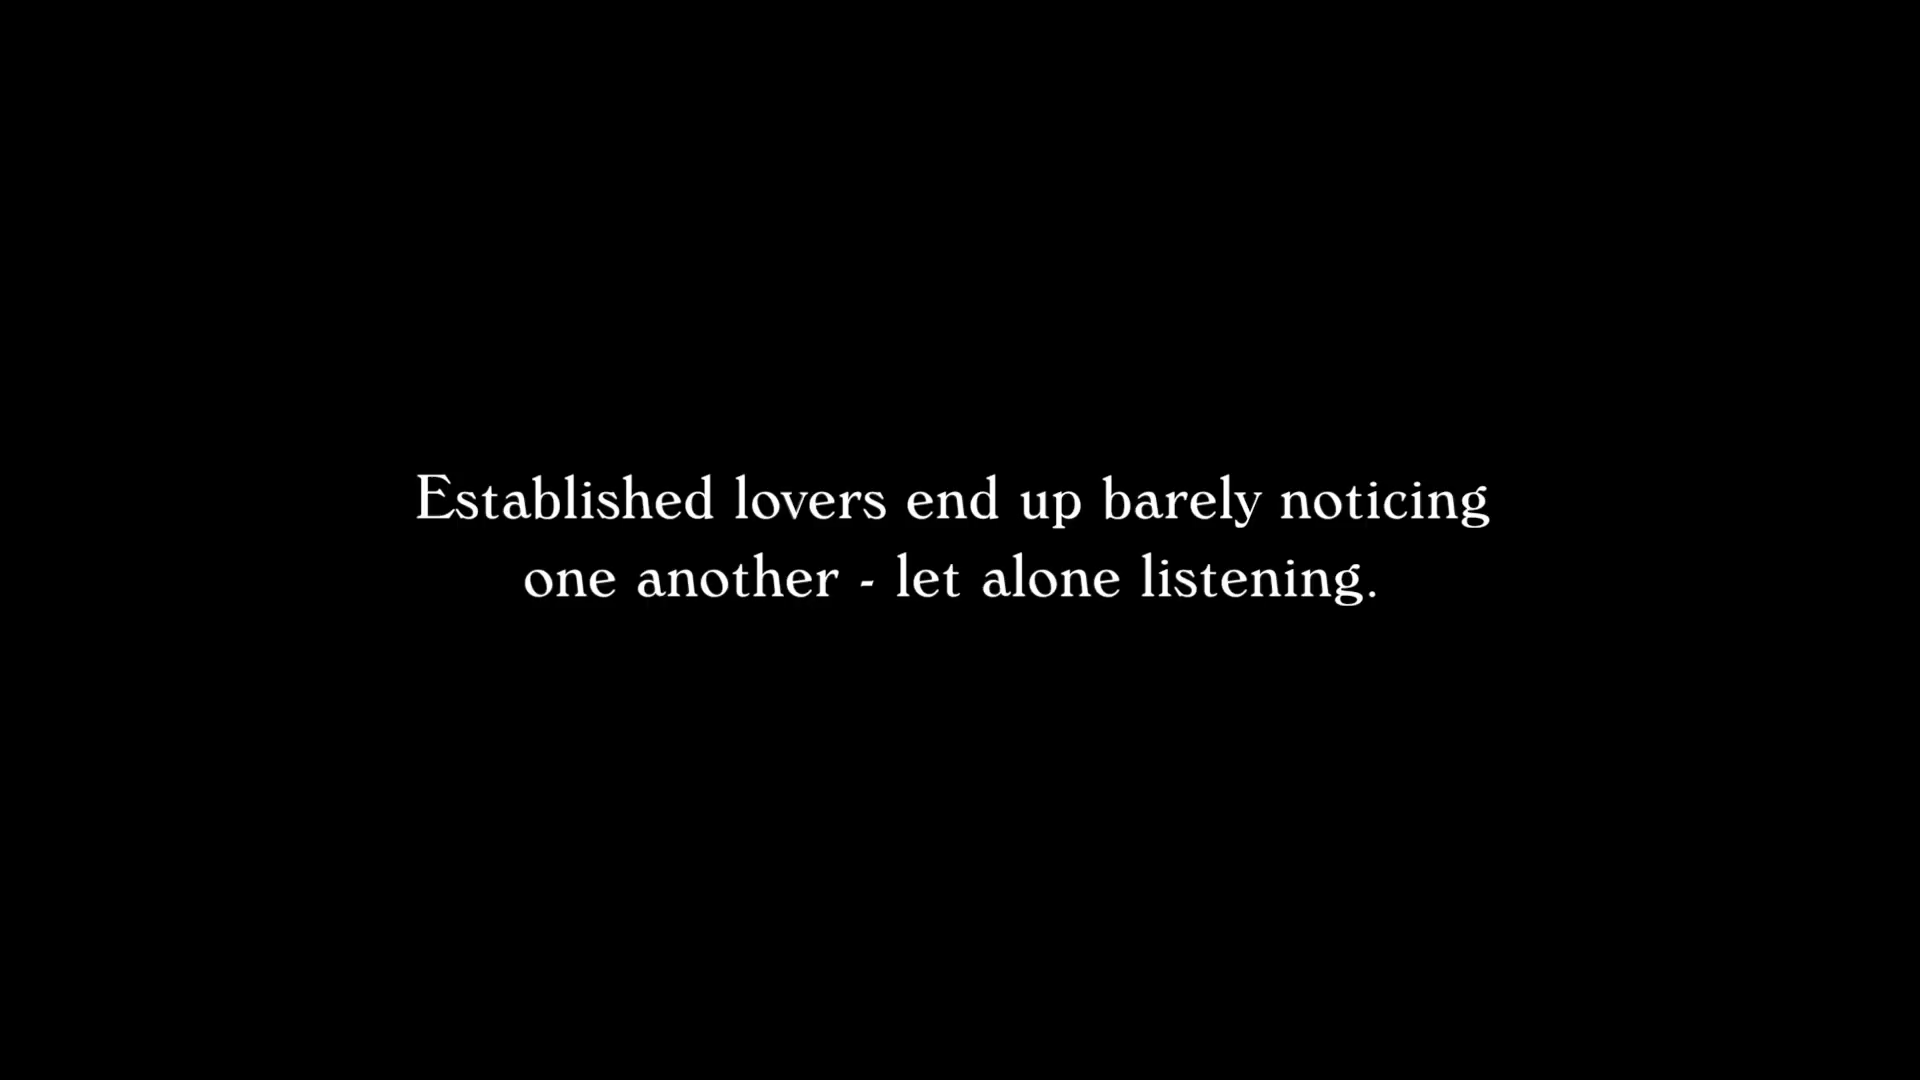 Established lovers end up barely noticing
one another - let alone listening.